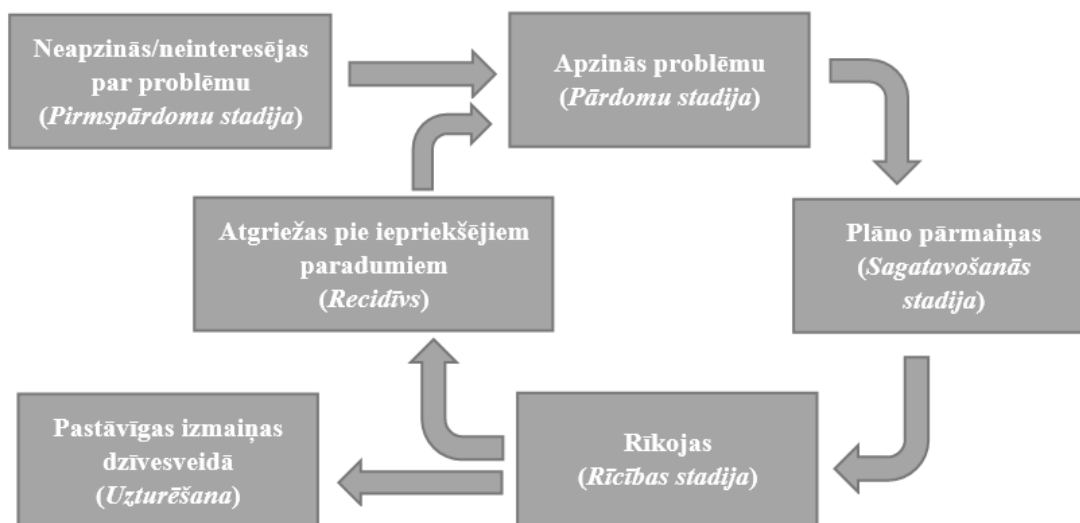 Neapzinās/neinteresējas
par problēmu
(Pirmspārdomu stadija)
Apzinās problēmu
(Pārdomu stadija)
Atgriežas pie iepriekšējiem
paradumiem
(Recidīvs)
Plāno pārmaiņas
(Sagatavošanās
stadija)
Pastāvīgas izmaiņas
dzīvesveidā
(Uzturēšana)
Rīkojas
(Rīcības stadija)